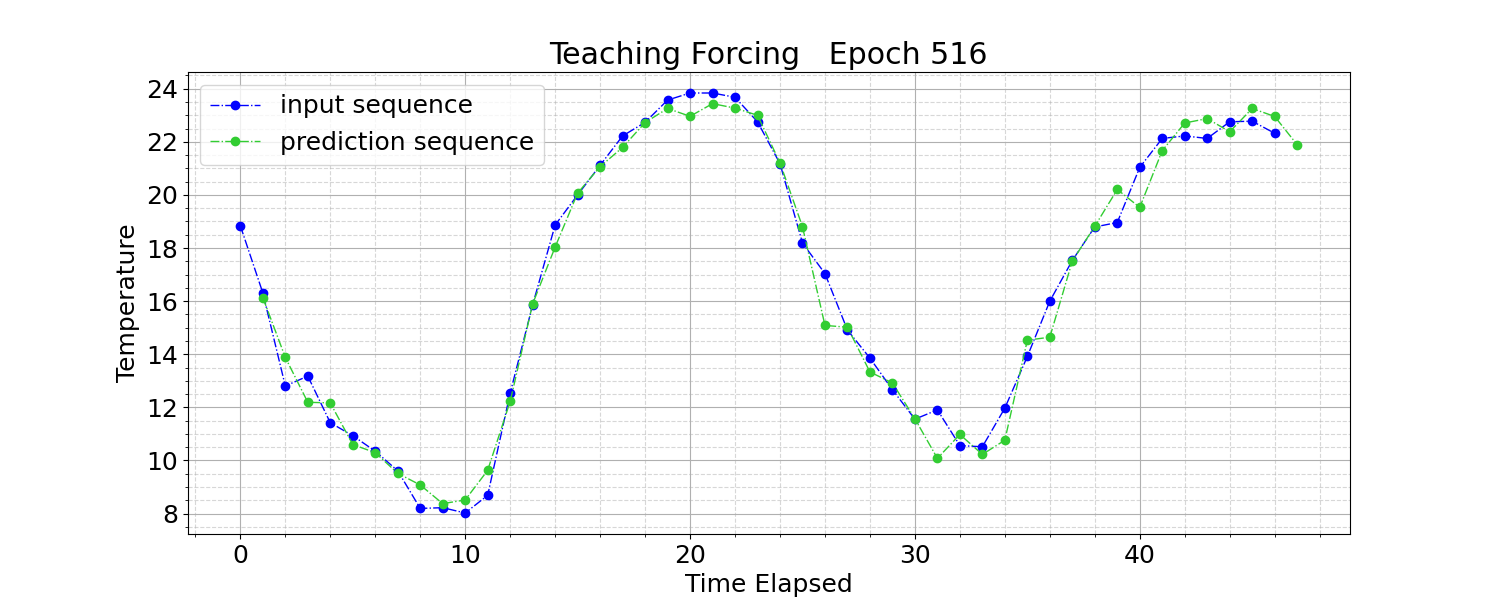 Teaching Forcing   Epoch 516
input sequence
prediction sequence
Temperature
24
22
20
18
16
14
12
10
8
0 10 20 30 40
Time Elapsed